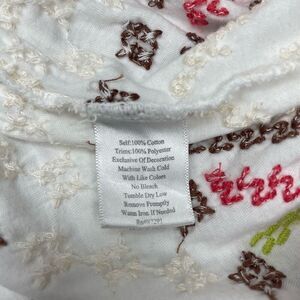 Self:100% Cotton
Trims:100% Polyester
Exclusive Of Decoration
Machine Wash Cold
With Like Colors
No Bleach
Tumble Dry Low
Remove Promptly
Warm Iron. If Needed